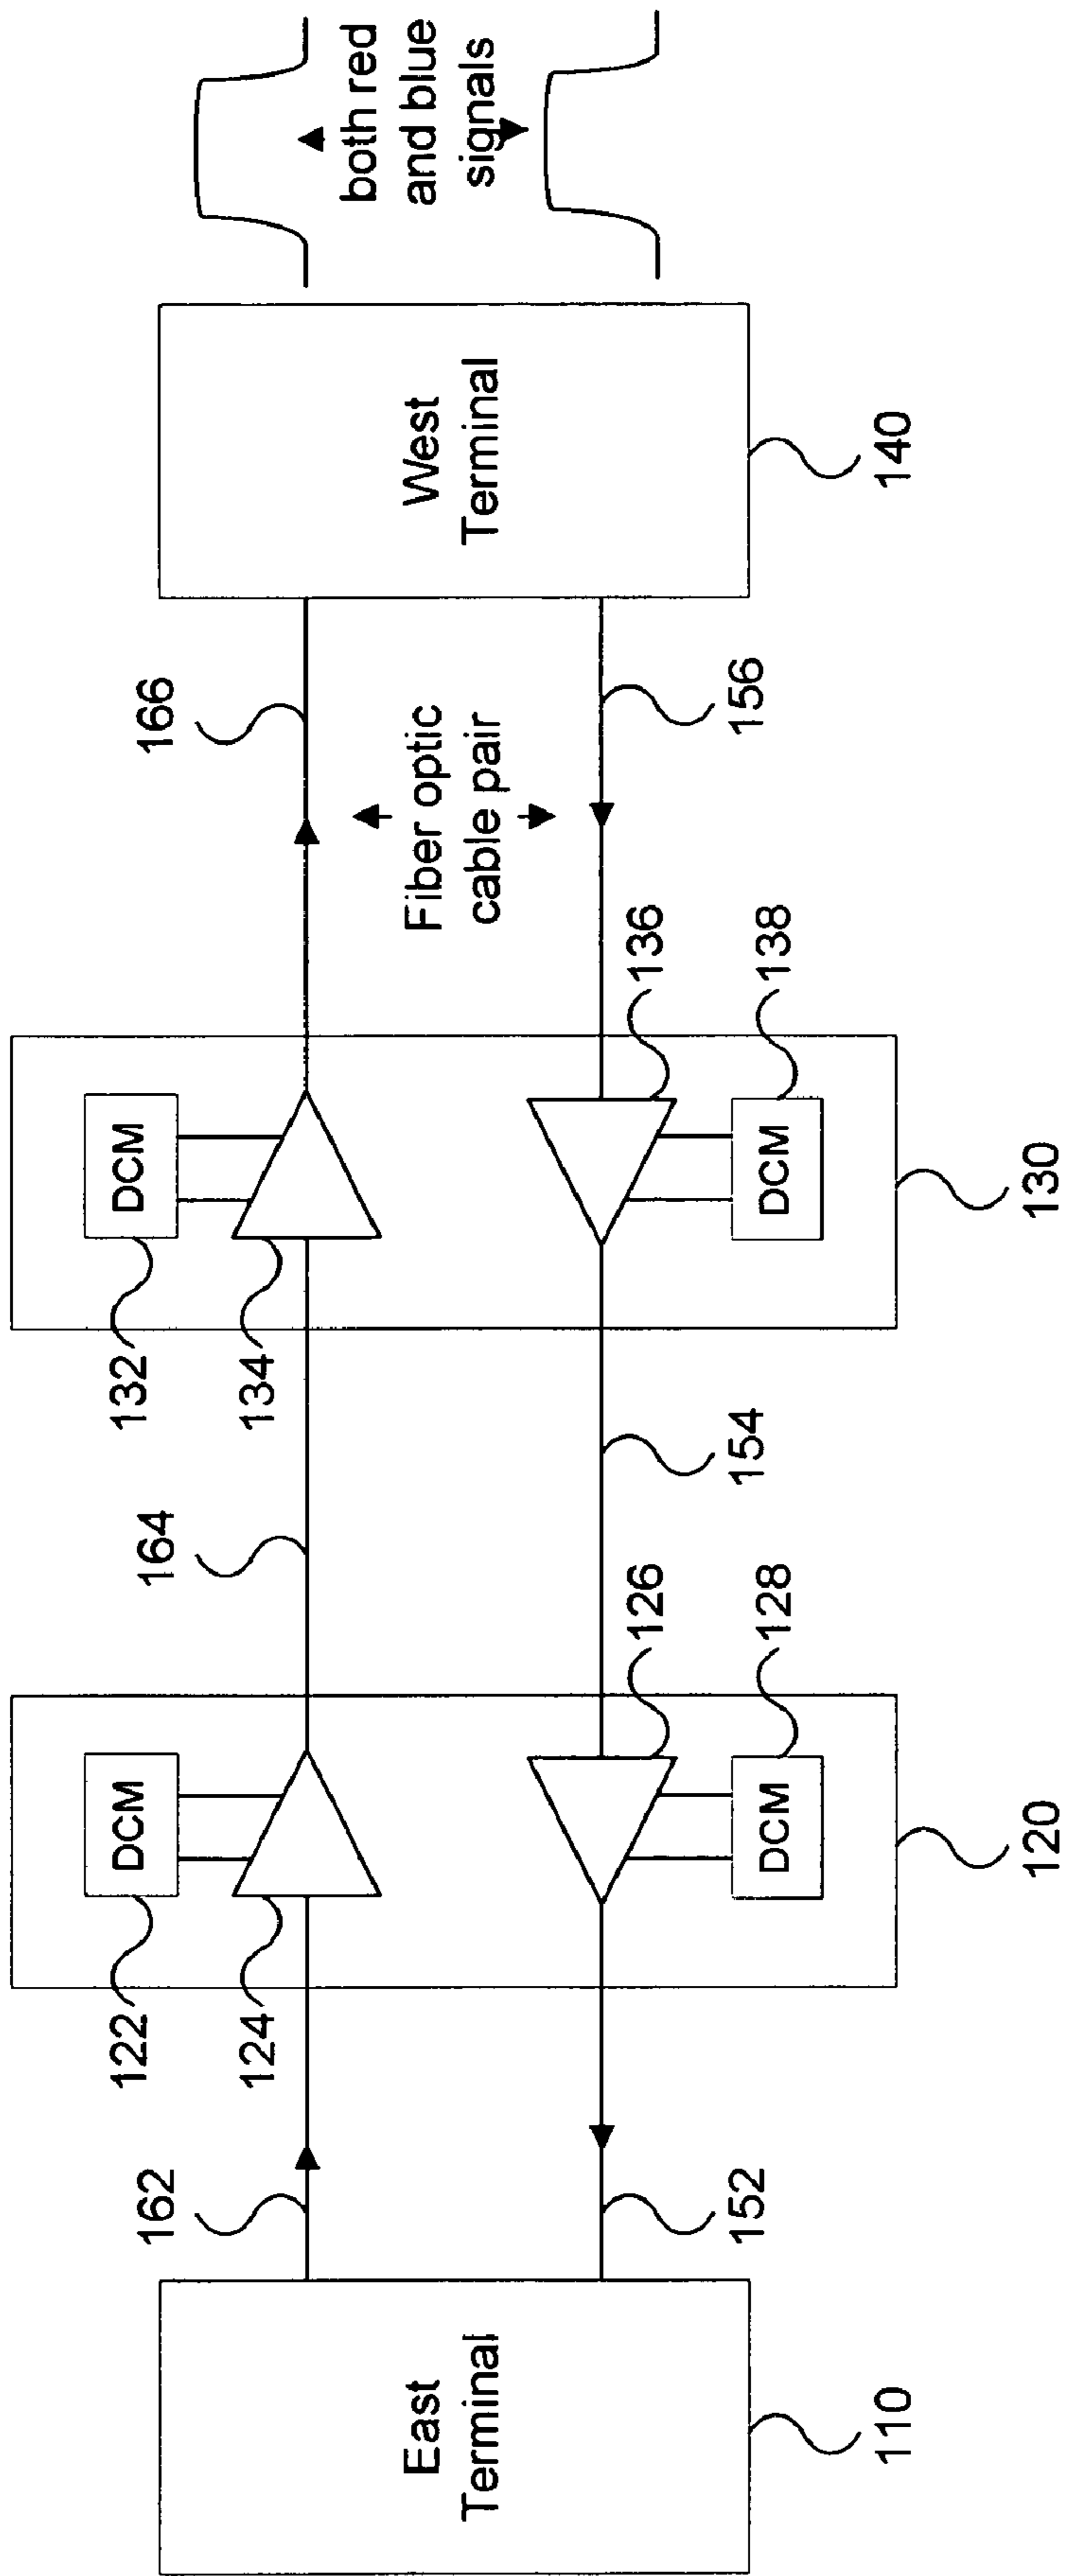 both red
and blue
signals
West
Terminal
140
166
Fiber optic
cable pair
156
DCM
132
134
136
DCM
138
130
164
154
DCM
122
124
126
DCM
128
120
162
152
East
Terminal
110